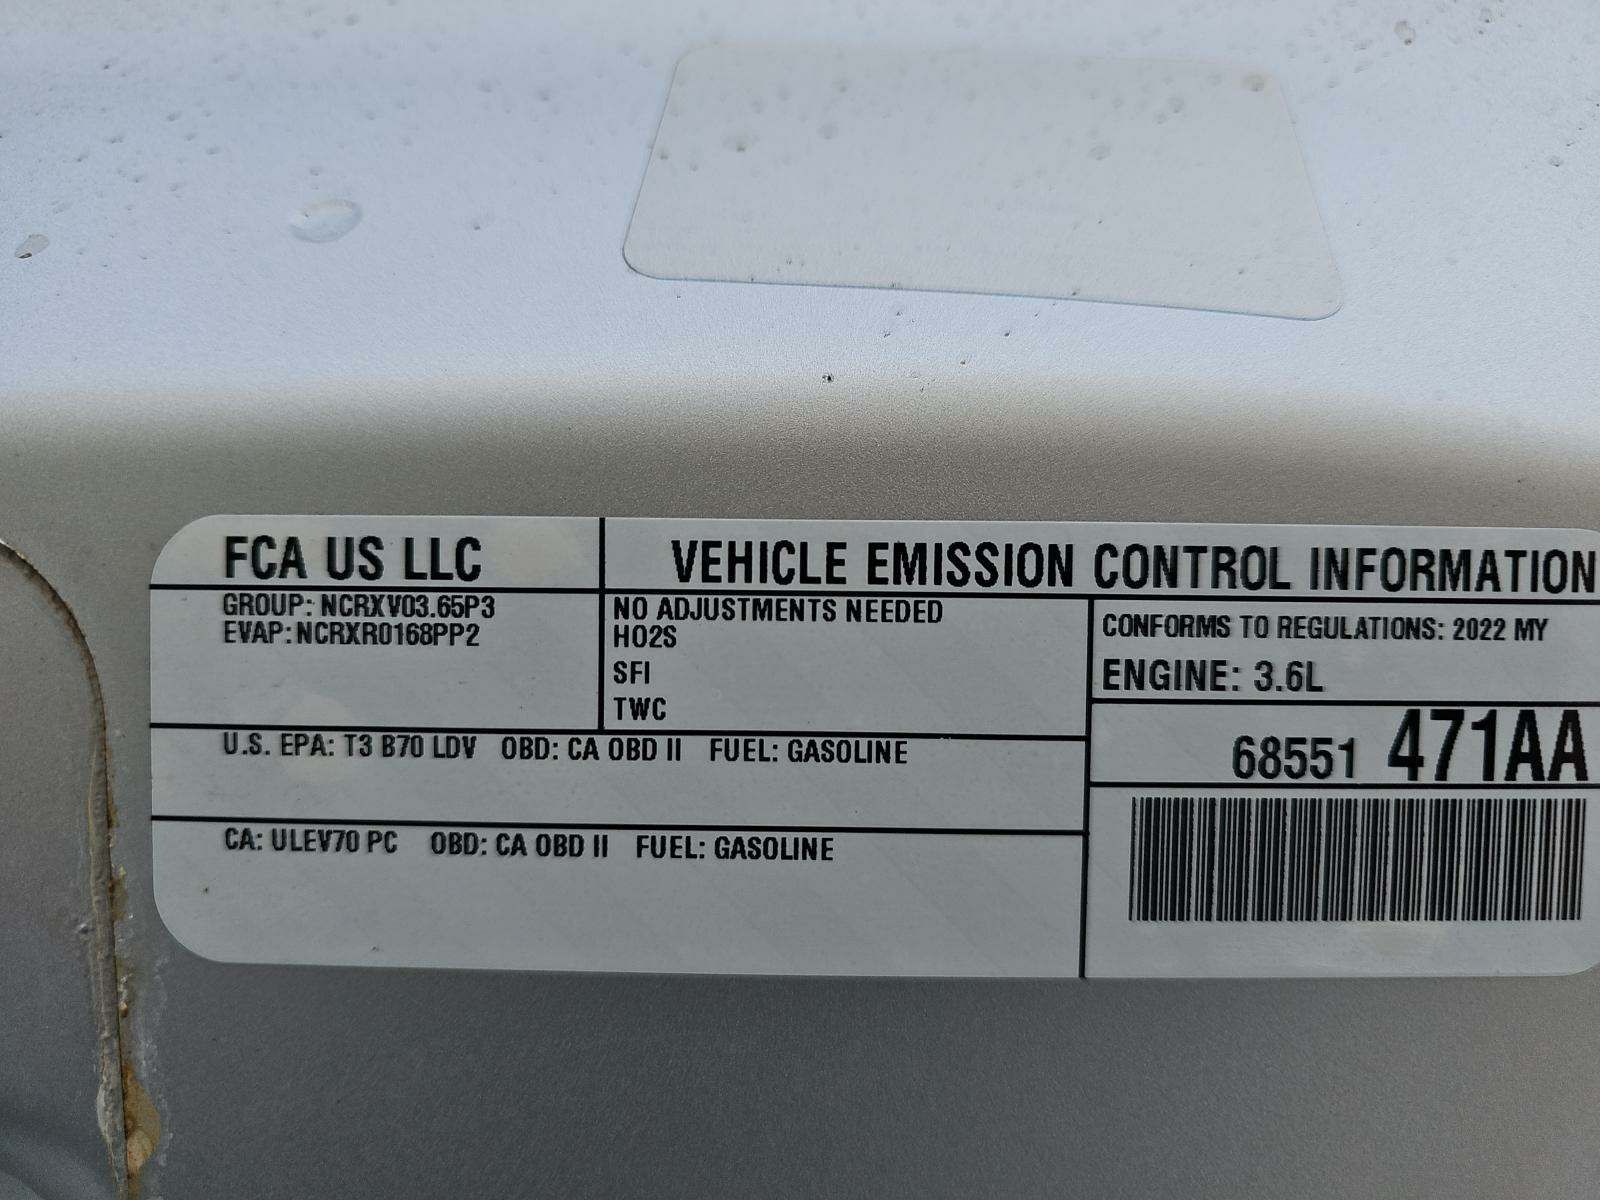 FCA US LLC
VEHICLE EMISSION CONTROL INFORMATION
GROUP: NCRXV03.65P3
EVAP: NCRXR0168PP2
NO ADJUSTMENTS NEEDED
HO2S
SFI
TWC
CONFORMS TO REGULATIONS: 2022 MY
ENGINE: 3.6L
68551 471AA
U.S. EPA: T3 B70 LDV OBD: CA OBD II FUEL: GASOLINE
CA: ULEV70 PC OBD: CA OBD II FUEL: GASOLINE